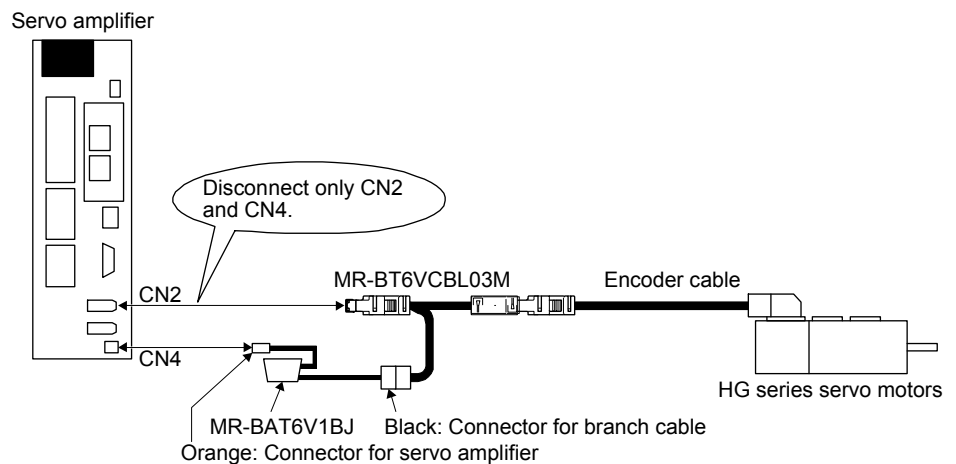 Servo amplifier
Disconnect only CN2
and CN4.
MR-BT6VCBL03M
Encoder cable
CN2
CN4
HG series servo motors
MR-BAT6V1BJ
Black: Connector for branch cable
Orange: Connector for servo amplifier